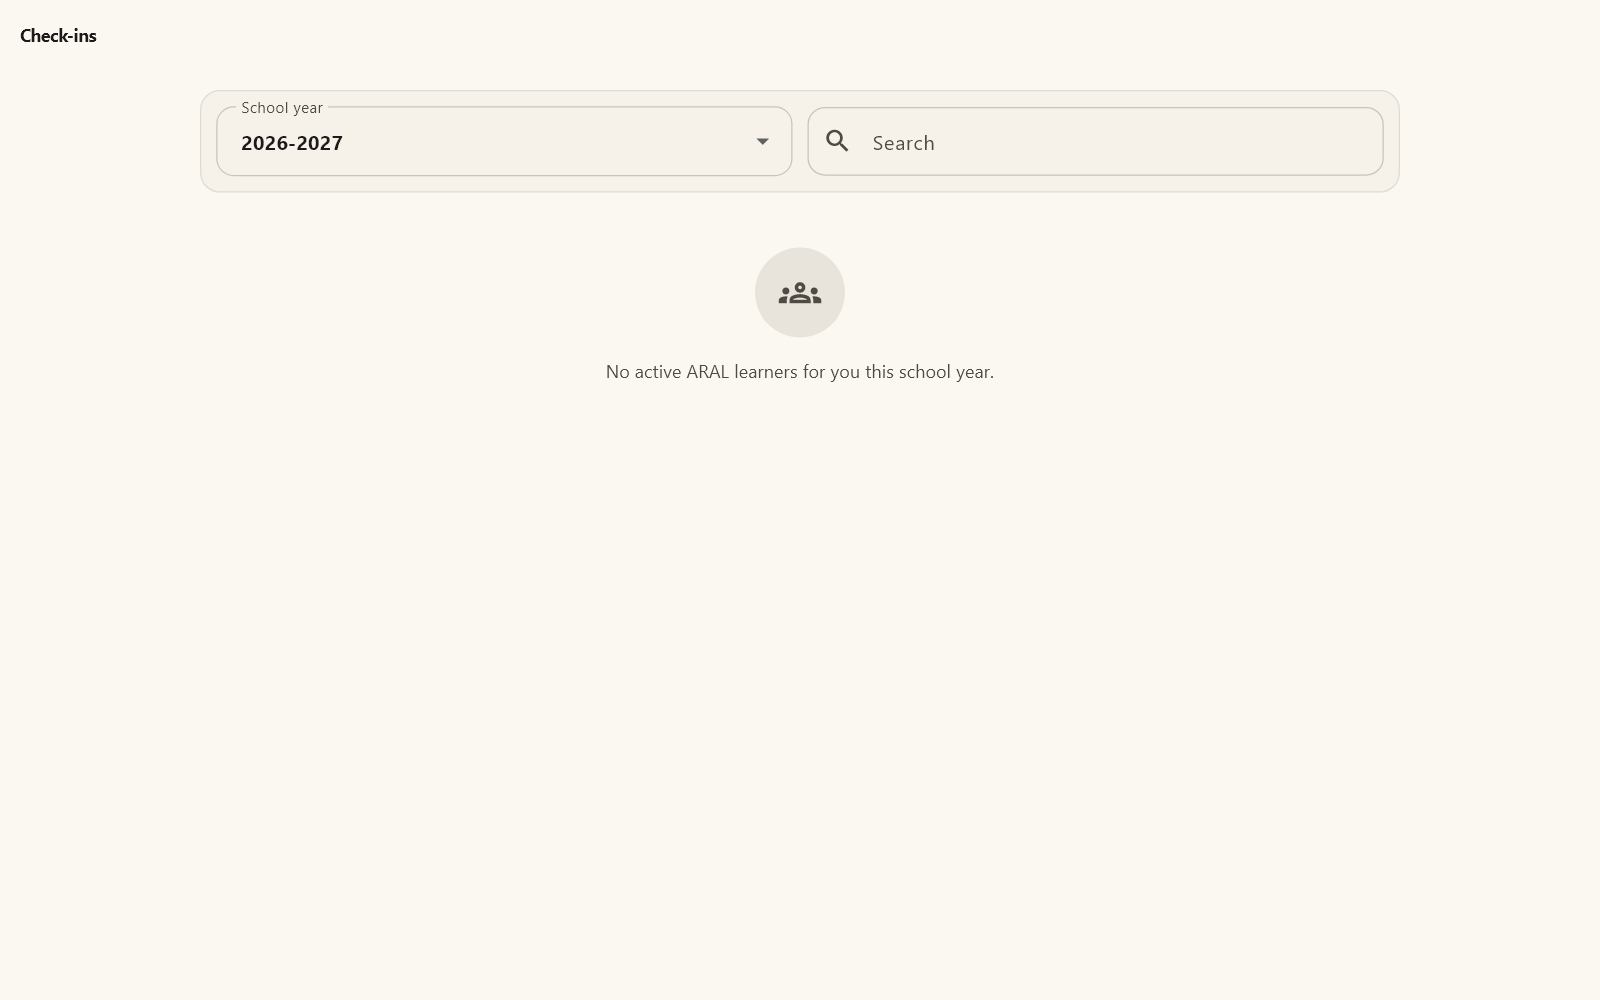 Check-ins
School year
2026-2027
Search
No active ARAL learners for you this school year.